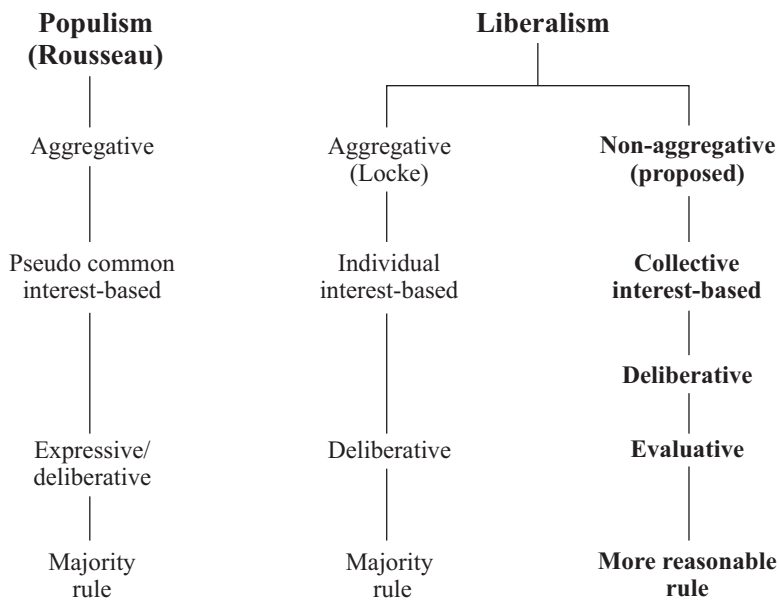 Populism
(Rousseau)
Aggregative
Pseudo common
interest-based
Expressive/
deliberative
Majority
rule
Liberalism
Aggregative
(Locke)
Individual
interest-based
Deliberative
Majority
rule
Non-aggregative
(proposed)
Collective
interest-based
Deliberative
Evaluative
More reasonable
rule